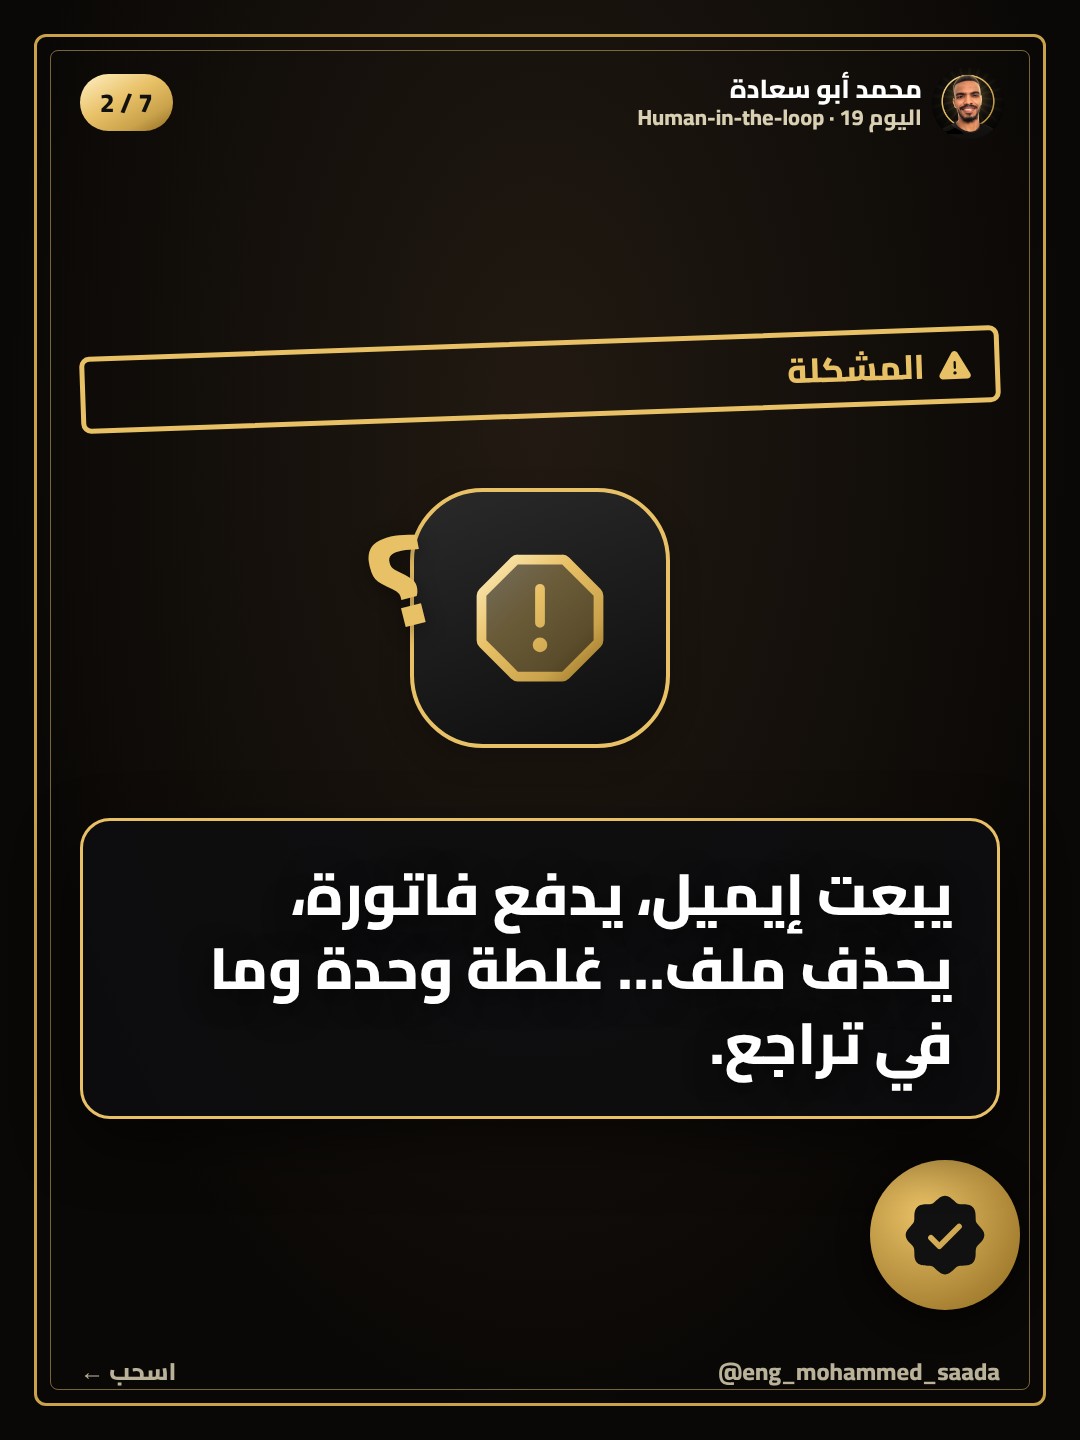 محمد أبو سعادة
اليوم 19 · Human-in-the-loop
2 / 7
المشكلة
؟
يبعت إيميل، يدفع فاتورة،
يحذف ملف... غلطة وحدة وما
في تراجع.
@eng_mohammed_saada
اسحب ←